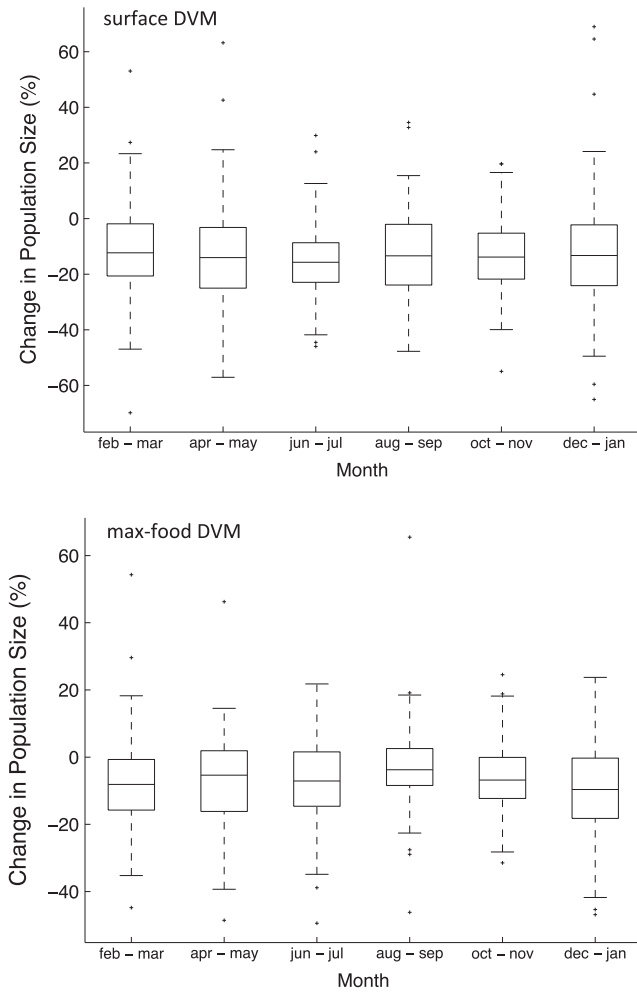 surface DVM
Change in Population Size (%)
60
40
20
0
−20
−40
−60
feb – mar apr – may jun – jul aug – sep oct – nov dec – jan
Month
max-food DVM
Change in Population Size (%)
60
40
20
0
−20
−40
feb – mar apr – may jun – jul aug – sep oct – nov dec – jan
Month